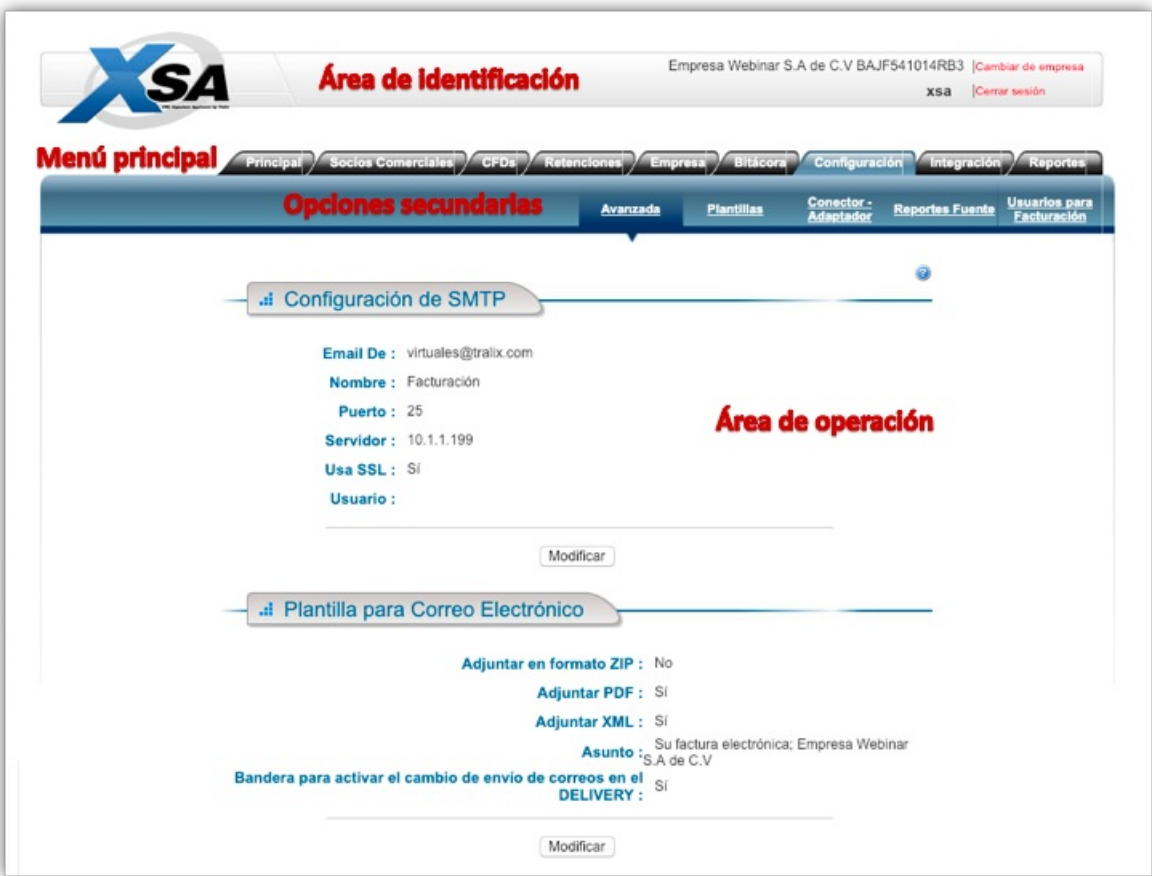 XSA
Área de identificación
Empresa Webinar S.A de C.V BAJF541014RB3 |Cambiar de empresa
xsa |Cerrar sesión
Menú principal
Principal Socios Comerciales CFDs Retenciones Empresa Bitácora Configuración Integración Reportes
Opciones secundarias
Avanzada Plantillas Conector - Adaptador Reportes Fuente Usuarios para Facturación
Configuración de SMTP
Email De : virtuales@tralix.com
Nombre : Facturación
Puerto : 25
Área de operación
Servidor : 10.1.1.199
Usa SSL : Sí
Usuario :
Modificar
Plantilla para Correo Electrónico
Adjuntar en formato ZIP : No
Adjuntar PDF : Sí
Adjuntar XML : Sí
Asunto : Su factura electrónica; Empresa Webinar
S.A de C.V
Bandera para activar el cambio de envío de correos en el
DELIVERY : Sí
Modificar